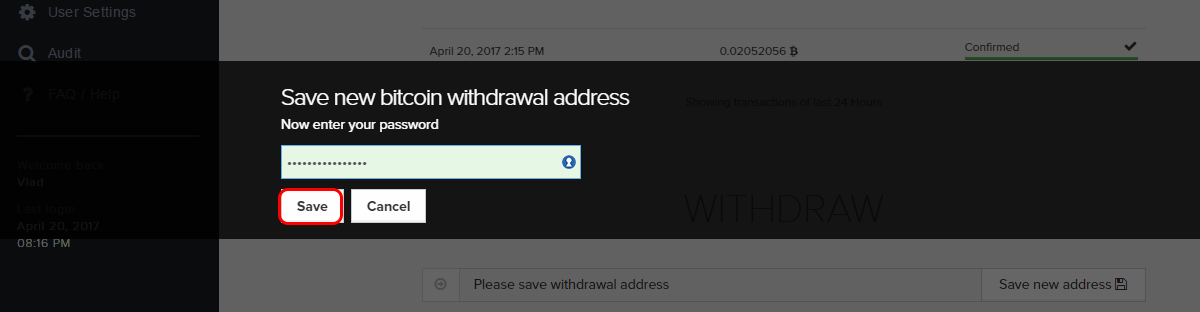 User Settings
Audit
FAQ / Help
Welcome back
Vlad
Last login
April 20, 2017
08:16 PM
April 20, 2017 2:15 PM 0.02052056 Ƀ Confirmed
Save new bitcoin withdrawal address
Now enter your password
Showing transactions of last 24 Hours
••••••••••••••••
Save Cancel
WITHDRAW
Please save withdrawal address Save new address